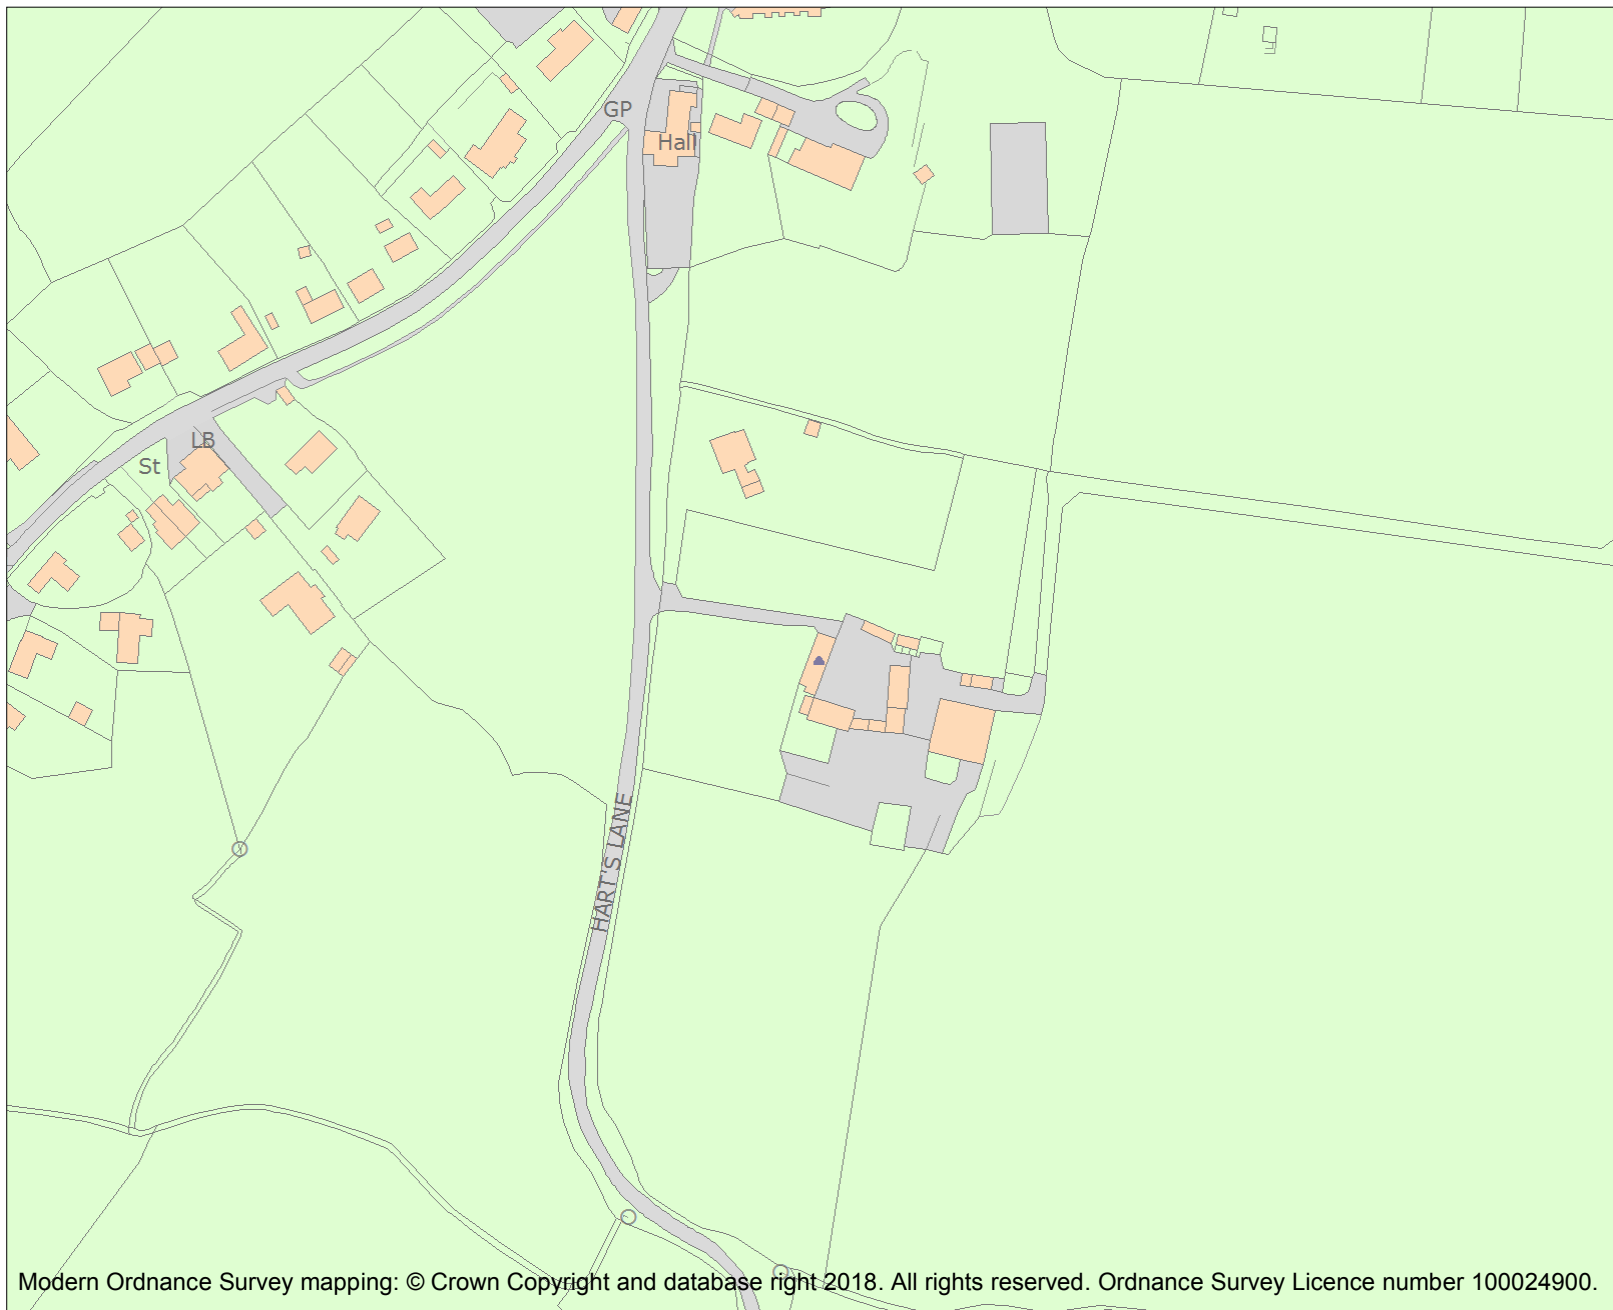 GP
Hall
LB
St
HART'S LANE
Modern Ordnance Survey mapping: © Crown Copyright and database right 2018. All rights reserved. Ordnance Survey Licence number 100024900.